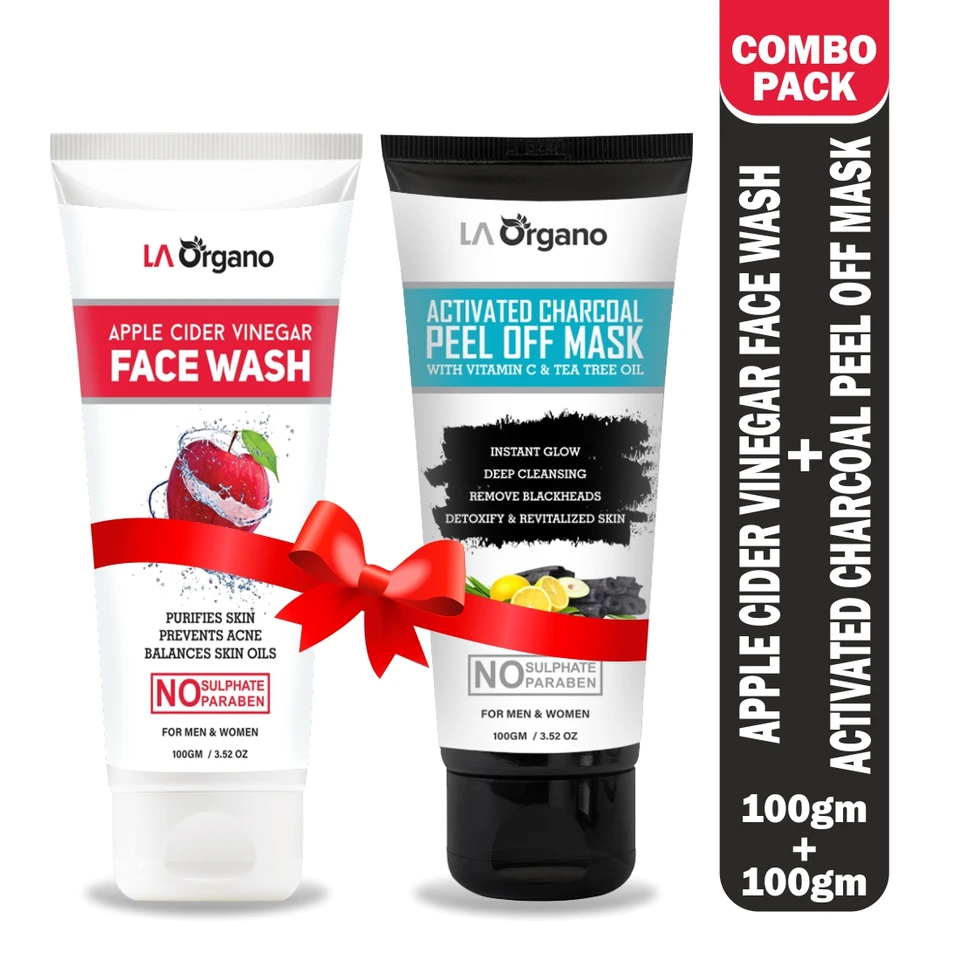 LA Organo
APPLE CIDER VINEGAR
FACE WASH
PURIFIES SKIN
PREVENTS ACNE
BALANCES SKIN OILS
NO SULPHATE
PARABEN
FOR MEN & WOMEN
100GM / 3.52 OZ
LA Organo
ACTIVATED CHARCOAL
PEEL OFF MASK
WITH VITAMIN C & TEA TREE OIL
INSTANT GLOW
DEEP CLEANSING
REMOVE BLACKHEADS
DETOXIFY & REVITALIZED SKIN
NO SULPHATE
PARABEN
FOR MEN & WOMEN
100GM / 3.52 OZ
COMBO
PACK
APPLE CIDER VINEGAR FACE WASH
+
ACTIVATED CHARCOAL PEEL OFF MASK
100gm
+
100gm